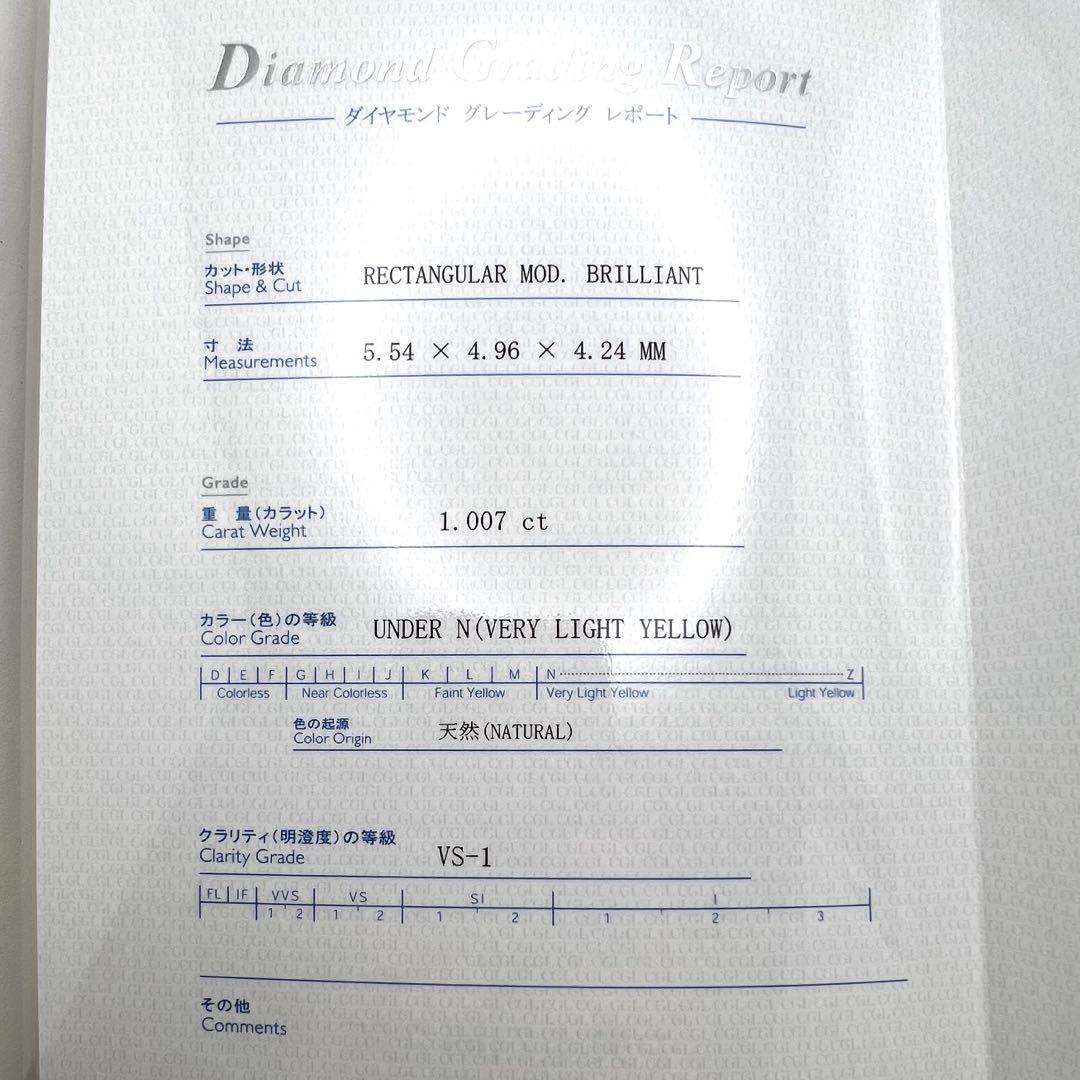 Diamond Grading Report
ダイヤモンド グレーディング レポート
Shape
カット・形状
Shape & Cut
RECTANGULAR MOD. BRILLIANT
寸 法
Measurements
5.54 × 4.96 × 4.24 MM
Grade
重 量(カラット)
Carat Weight
1.007 ct
カラー(色)の等級
Color Grade
UNDER N(VERY LIGHT YELLOW)
D E F G H I J K L M N Z
Colorless Near Colorless Faint Yellow Very Light Yellow Light Yellow
色の起源
Color Origin
天然(NATURAL)
クラリティ(明澄度)の等級
Clarity Grade
VS-1
FL IF VVS VS SI I
1 2 1 2 1 2 1 2 3
その他
Comments